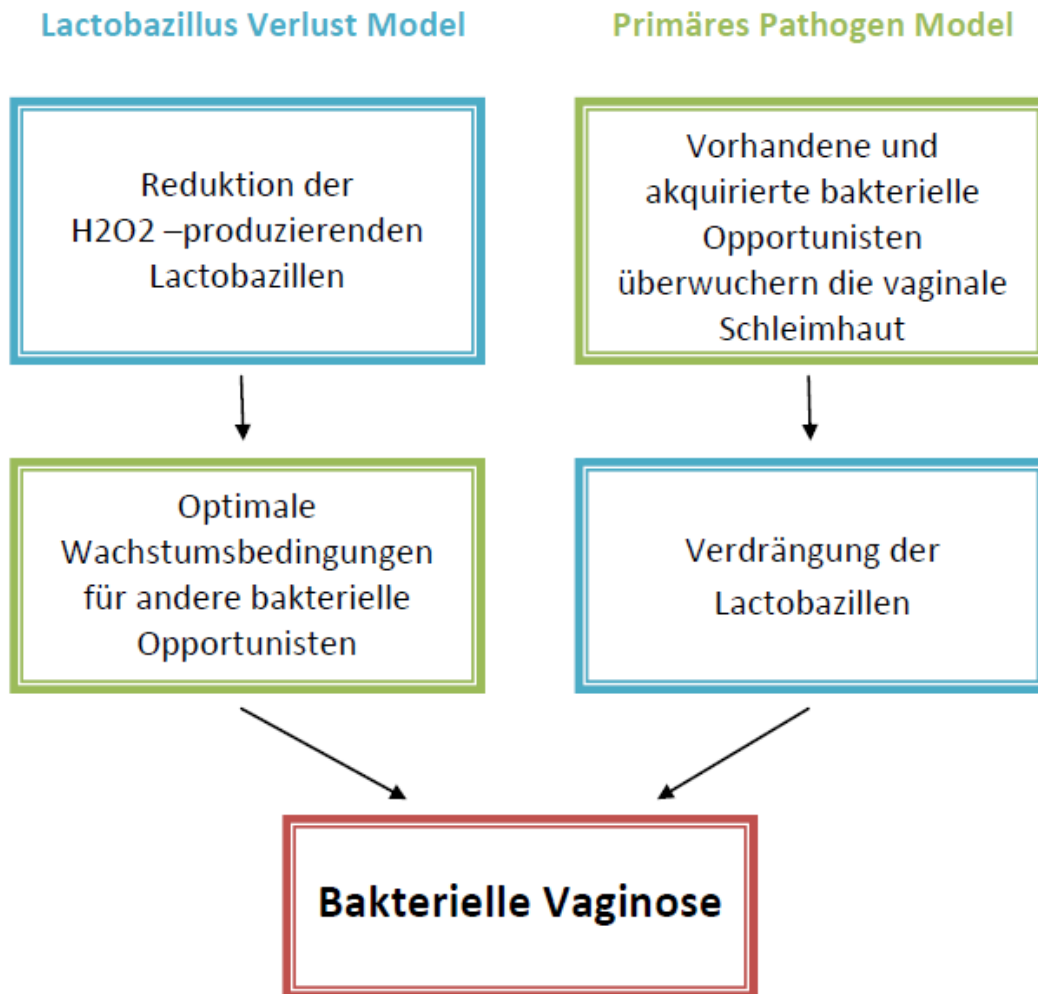 Lactobazillus Verlust Model
Primäres Pathogen Model
Reduktion der
H2O2 –produzierenden
Lactobazillen
Vorhandene und
akquirierte bakterielle
Opportunisten
überwuchern die vaginale
Schleimhaut
Optimale
Wachstumsbedingungen
für andere bakterielle
Opportunisten
Verdrängung der
Lactobazillen
Bakterielle Vaginose